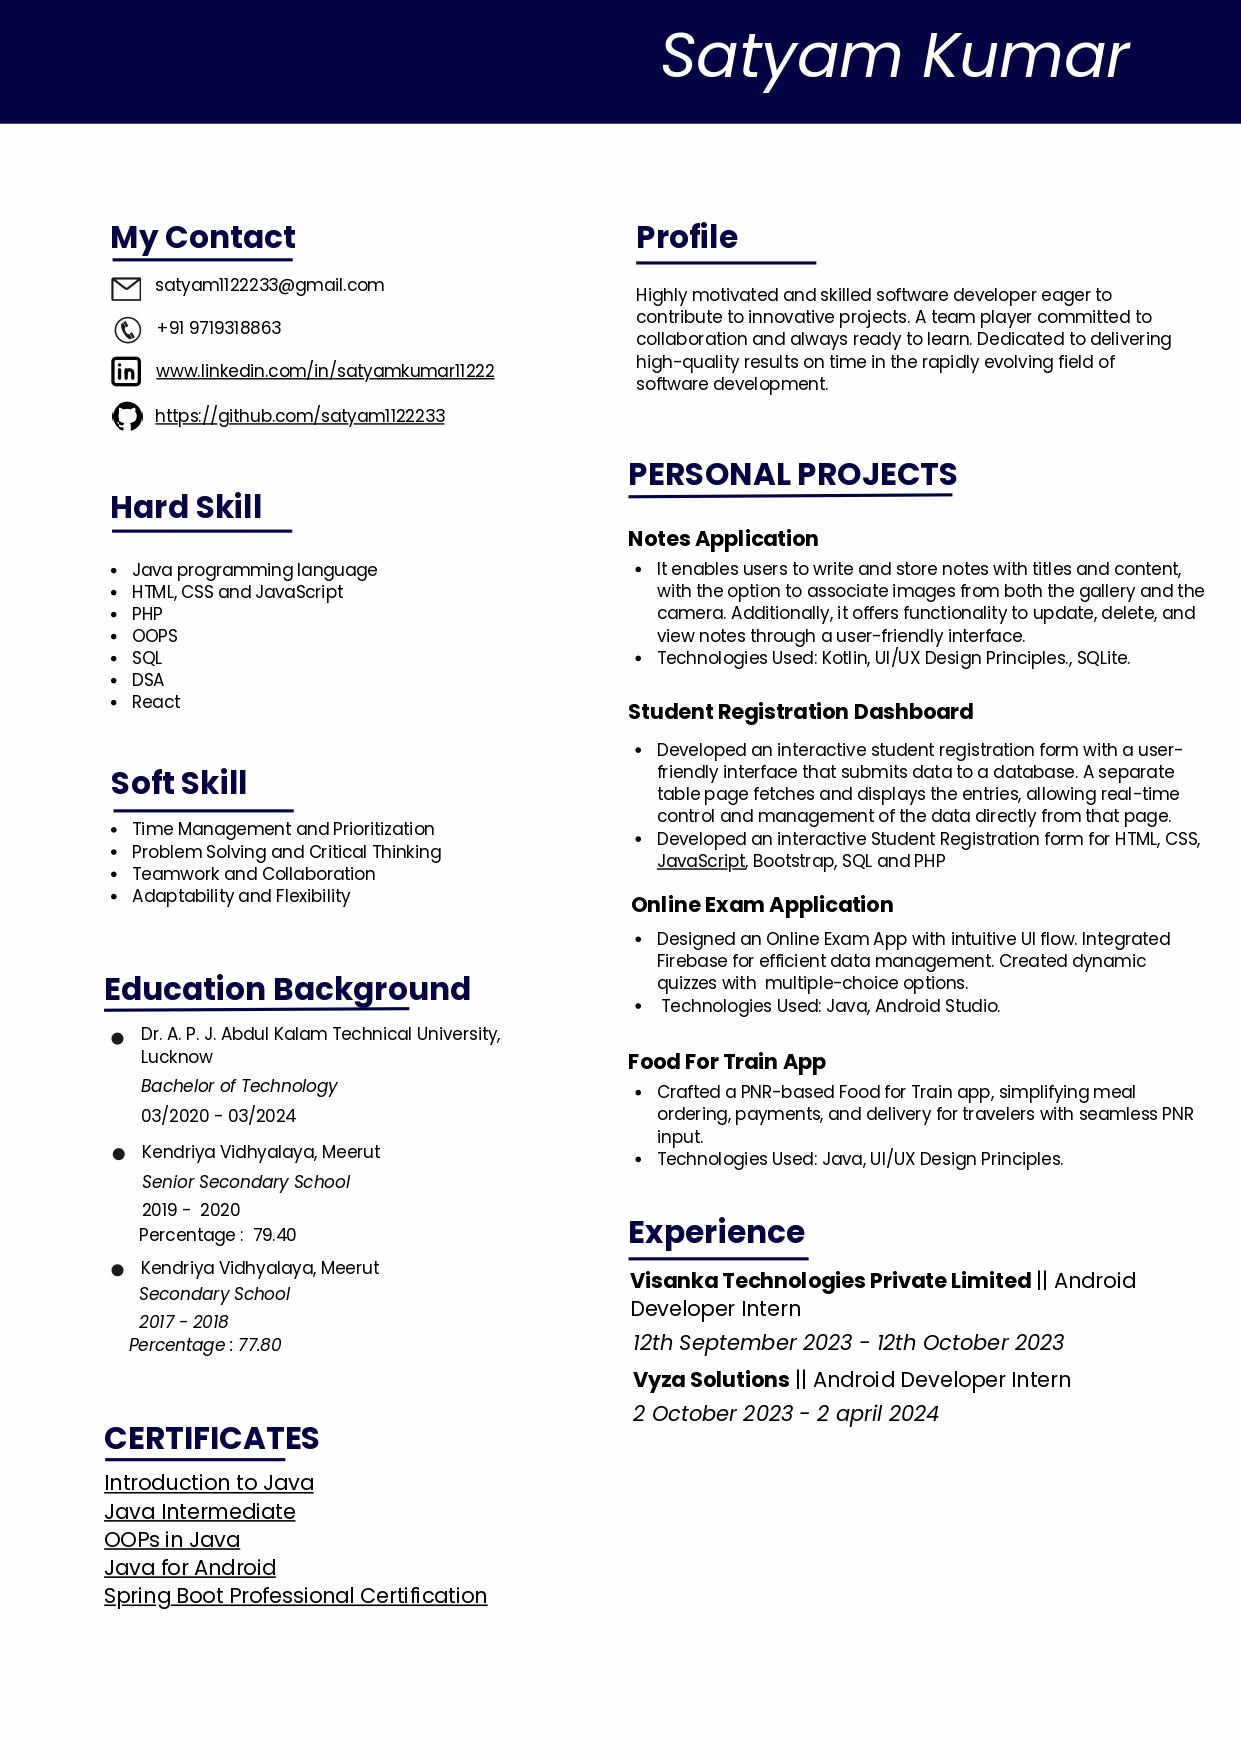 Satyam Kumar
My Contact
satyam1122233@gmail.com
+91 9719318863
www.linkedin.com/in/satyamkumar11222
https://github.com/satyam1122233
Hard Skill
• Java programming language
• HTML, CSS and JavaScript
• PHP
• OOPS
• SQL
• DSA
• React
Soft Skill
• Time Management and Prioritization
• Problem Solving and Critical Thinking
• Teamwork and Collaboration
• Adaptability and Flexibility
Education Background
• Dr. A. P. J. Abdul Kalam Technical University,
Lucknow
Bachelor of Technology
03/2020 - 03/2024
• Kendriya Vidhyalaya, Meerut
Senior Secondary School
2019 - 2020
Percentage : 79.40
• Kendriya Vidhyalaya, Meerut
Secondary School
2017 - 2018
Percentage : 77.80
CERTIFICATES
Introduction to Java
Java Intermediate
OOPs in Java
Java for Android
Spring Boot Professional Certification
Profile
Highly motivated and skilled software developer eager to
contribute to innovative projects. A team player committed to
collaboration and always ready to learn. Dedicated to delivering
high-quality results on time in the rapidly evolving field of
software development.
PERSONAL PROJECTS
Notes Application
• It enables users to write and store notes with titles and content,
with the option to associate images from both the gallery and the
camera. Additionally, it offers functionality to update, delete, and
view notes through a user-friendly interface.
• Technologies Used: Kotlin, UI/UX Design Principles., SQLite.
Student Registration Dashboard
• Developed an interactive student registration form with a user-
friendly interface that submits data to a database. A separate
table page fetches and displays the entries, allowing real-time
control and management of the data directly from that page.
• Developed an interactive Student Registration form for HTML, CSS,
JavaScript, Bootstrap, SQL and PHP
Online Exam Application
• Designed an Online Exam App with intuitive UI flow. Integrated
Firebase for efficient data management. Created dynamic
quizzes with multiple-choice options.
• Technologies Used: Java, Android Studio.
Food For Train App
• Crafted a PNR-based Food for Train app, simplifying meal
ordering, payments, and delivery for travelers with seamless PNR
input.
• Technologies Used: Java, UI/UX Design Principles.
Experience
Visanka Technologies Private Limited || Android
Developer Intern
12th September 2023 - 12th October 2023
Vyza Solutions || Android Developer Intern
2 October 2023 - 2 april 2024